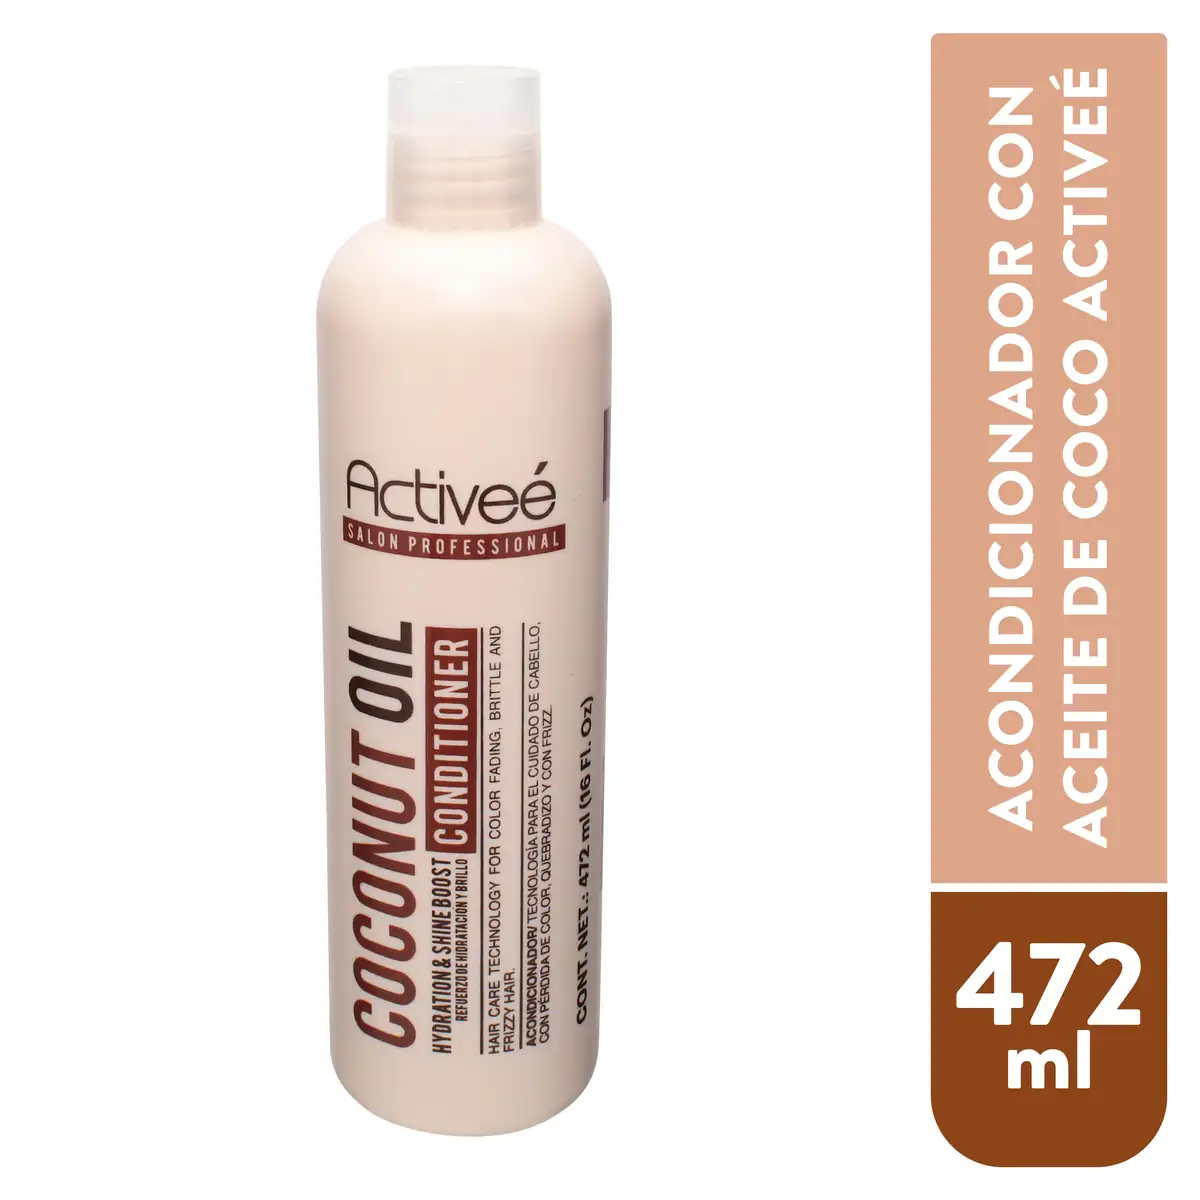 Activeé
SALON PROFESSIONAL
COCONUT OIL
HYDRATION & SHINE BOOST
REFUERZO DE HIDRATACION Y BRILLO
CONDITIONER
HAIR CARE TECHNOLOGY FOR COLOR FADING, BRITTLE AND
FRIZZY HAIR.
ACONDICIONADOR/TECNOLOGÍA PARA EL CUIDADO DE CABELLO,
CON PÉRDIDA DE COLOR, QUEBRADIZO Y CON FRIZZ.
CONT. NET.: 472 ml (16 Fl. Oz)
ACONDICIONADOR CON
ACEITE DE COCO ACTIVEÉ
472
ml